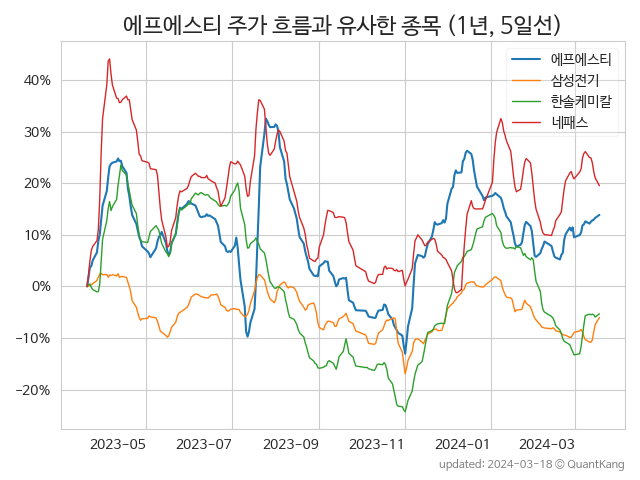 에프에스티 주가 흐름과 유사한 종목 (1년, 5일선)
에프에스티
삼성전기
한솔케미칼
네패스
40%
30%
20%
10%
0%
−10%
−20%
2023-05
2023-07
2023-09
2023-11
2024-01
2024-03
updated: 2024-03-18 © QuantKang